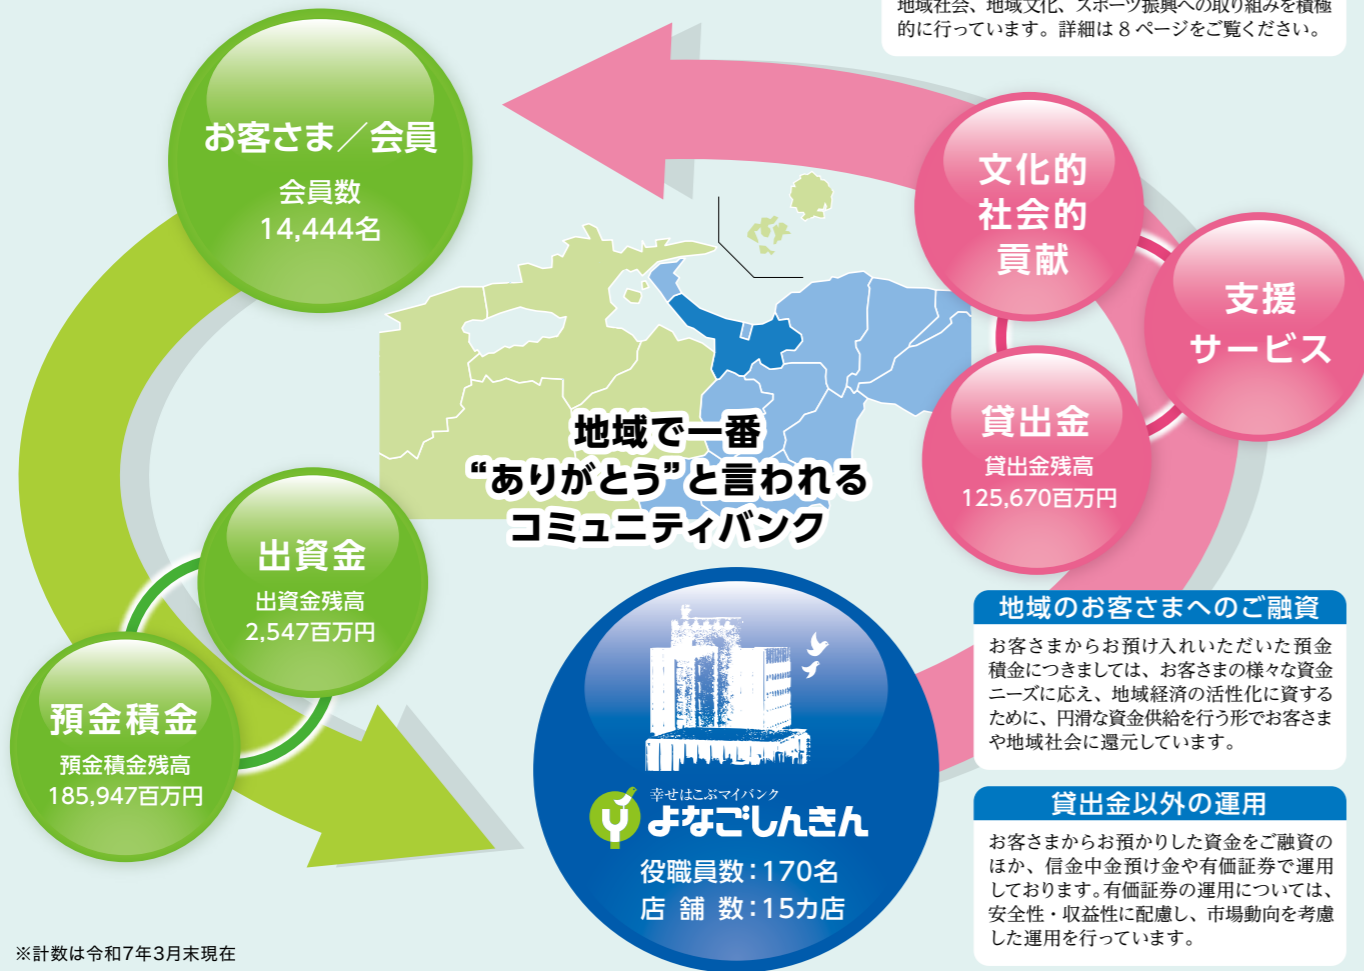 地域社会、地域文化、スポーツ振興への取り組みを積極
的に行っています。詳細は8ページをご覧ください。
お客さま／会員
会員数
14,444名
文化的
社会的
貢献
支援
サービス
貸出金
貸出金残高
125,670百万円
地域で一番
“ありがとう”と言われる
コミュニティバンク
出資金
出資金残高
2,547百万円
預金積金
預金積金残高
185,947百万円
幸せはこぶマイバンク
よなごしんきん
役職員数：170名
店舗数：15カ店
地域のお客さまへのご融資
お客さまからお預け入れいただいた預金
積金につきましては、お客さまの様々な資金
ニーズに応え、地域経済の活性化に資する
ために、円滑な資金供給を行う形でお客さま
や地域社会に還元しています。
貸出金以外の運用
お客さまからお預かりした資金をご融資の
ほか、信金中金預け金や有価証券で運用
しております。有価証券の運用については、
安全性・収益性に配慮し、市場動向を考慮
した運用を行っています。
※計数は令和7年3月末現在